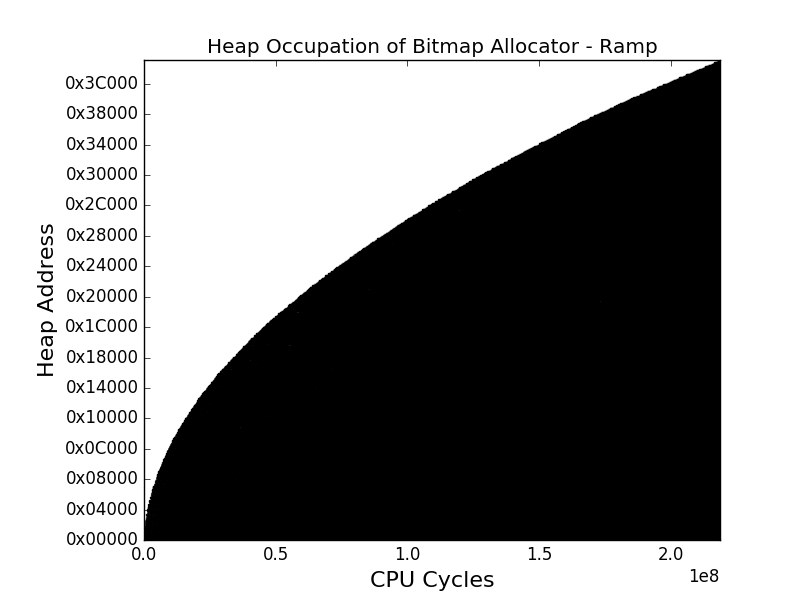 Heap Occupation of Bitmap Allocator - Ramp
Heap Address
0x3C000
0x38000
0x34000
0x30000
0x2C000
0x28000
0x24000
0x20000
0x1C000
0x18000
0x14000
0x10000
0x0C000
0x08000
0x04000
0x00000
0.0 0.5 1.0 1.5 2.0
1e8
CPU Cycles